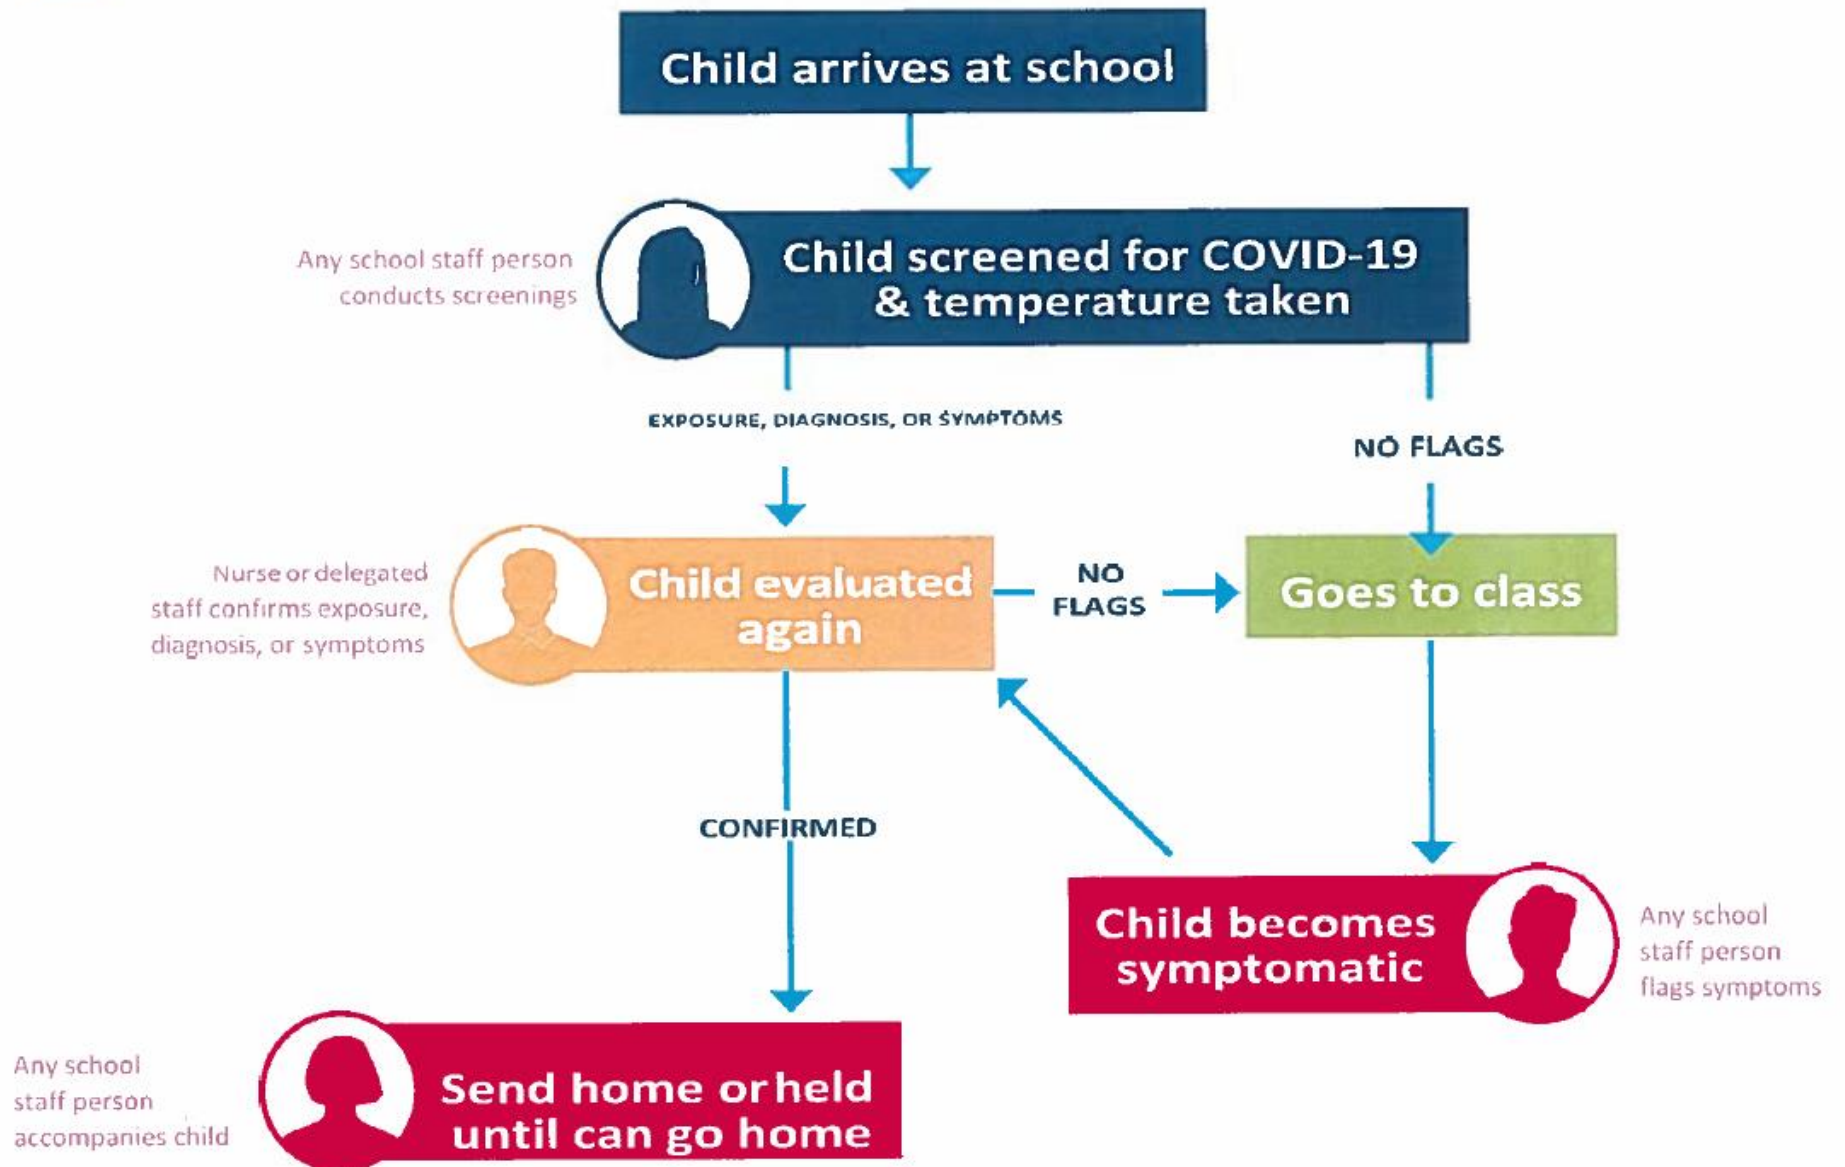 Child arrives at school
Any school staff person
conducts screenings
Child screened for COVID-19
& temperature taken
EXPOSURE, DIAGNOSIS, OR SYMPTOMS
NO FLAGS
Nurse or delegated
staff confirms exposure,
diagnosis, or symptoms
Child evaluated
again
NO
FLAGS
Goes to class
CONFIRMED
Child becomes
symptomatic
Any school
staff person
flags symptoms
Any school
staff person
accompanies child
Send home or held
until can go home